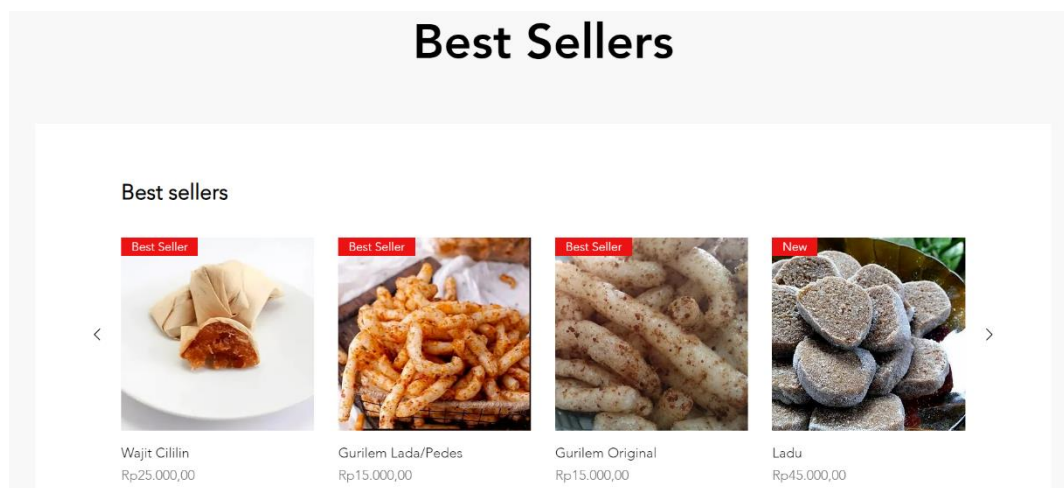 Best Sellers
Best sellers
Best Seller
Best Seller
Best Seller
New
Wajit Cililin
Rp25.000,00
Gurilem Lada/Pedes
Rp15.000,00
Gurilem Original
Rp15.000,00
Ladu
Rp45.000,00